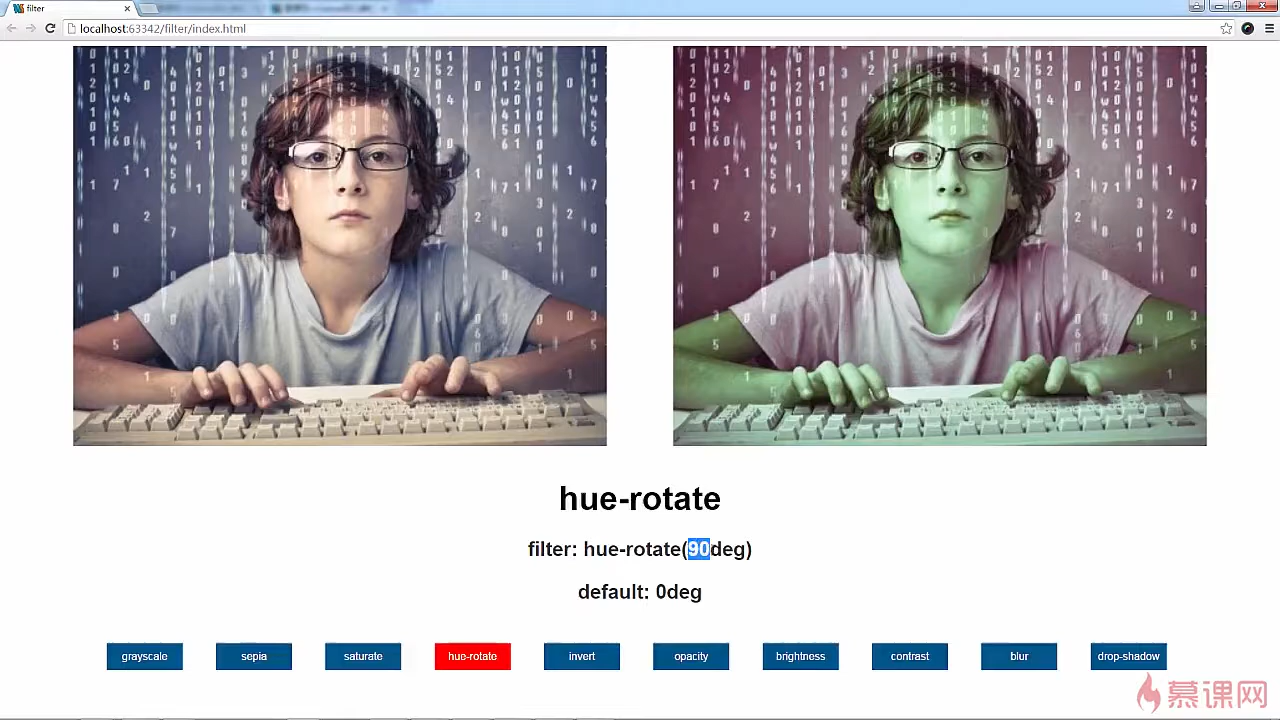 filter
localhost:63342/filter/index.html
hue-rotate
filter: hue-rotate(90deg)
default: 0deg
grayscale sepia saturate hue-rotate invert opacity brightness contrast blur drop-shadow
慕课网